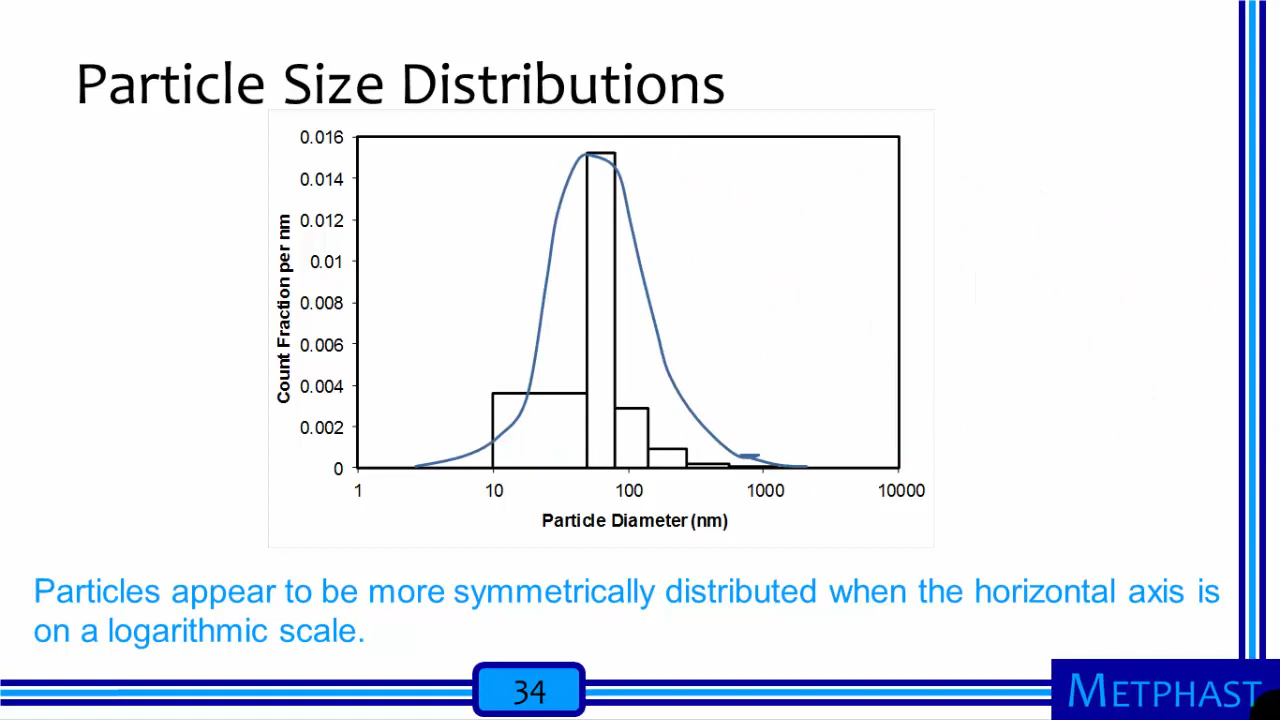 Particle Size Distributions
0.016
0.014
0.012
0.01
0.008
0.006
0.004
0.002
0
Count Fraction per nm
1 10 100 1000 10000
Particle Diameter (nm)
Particles appear to be more symmetrically distributed when the horizontal axis is
on a logarithmic scale.
34
METPHAST